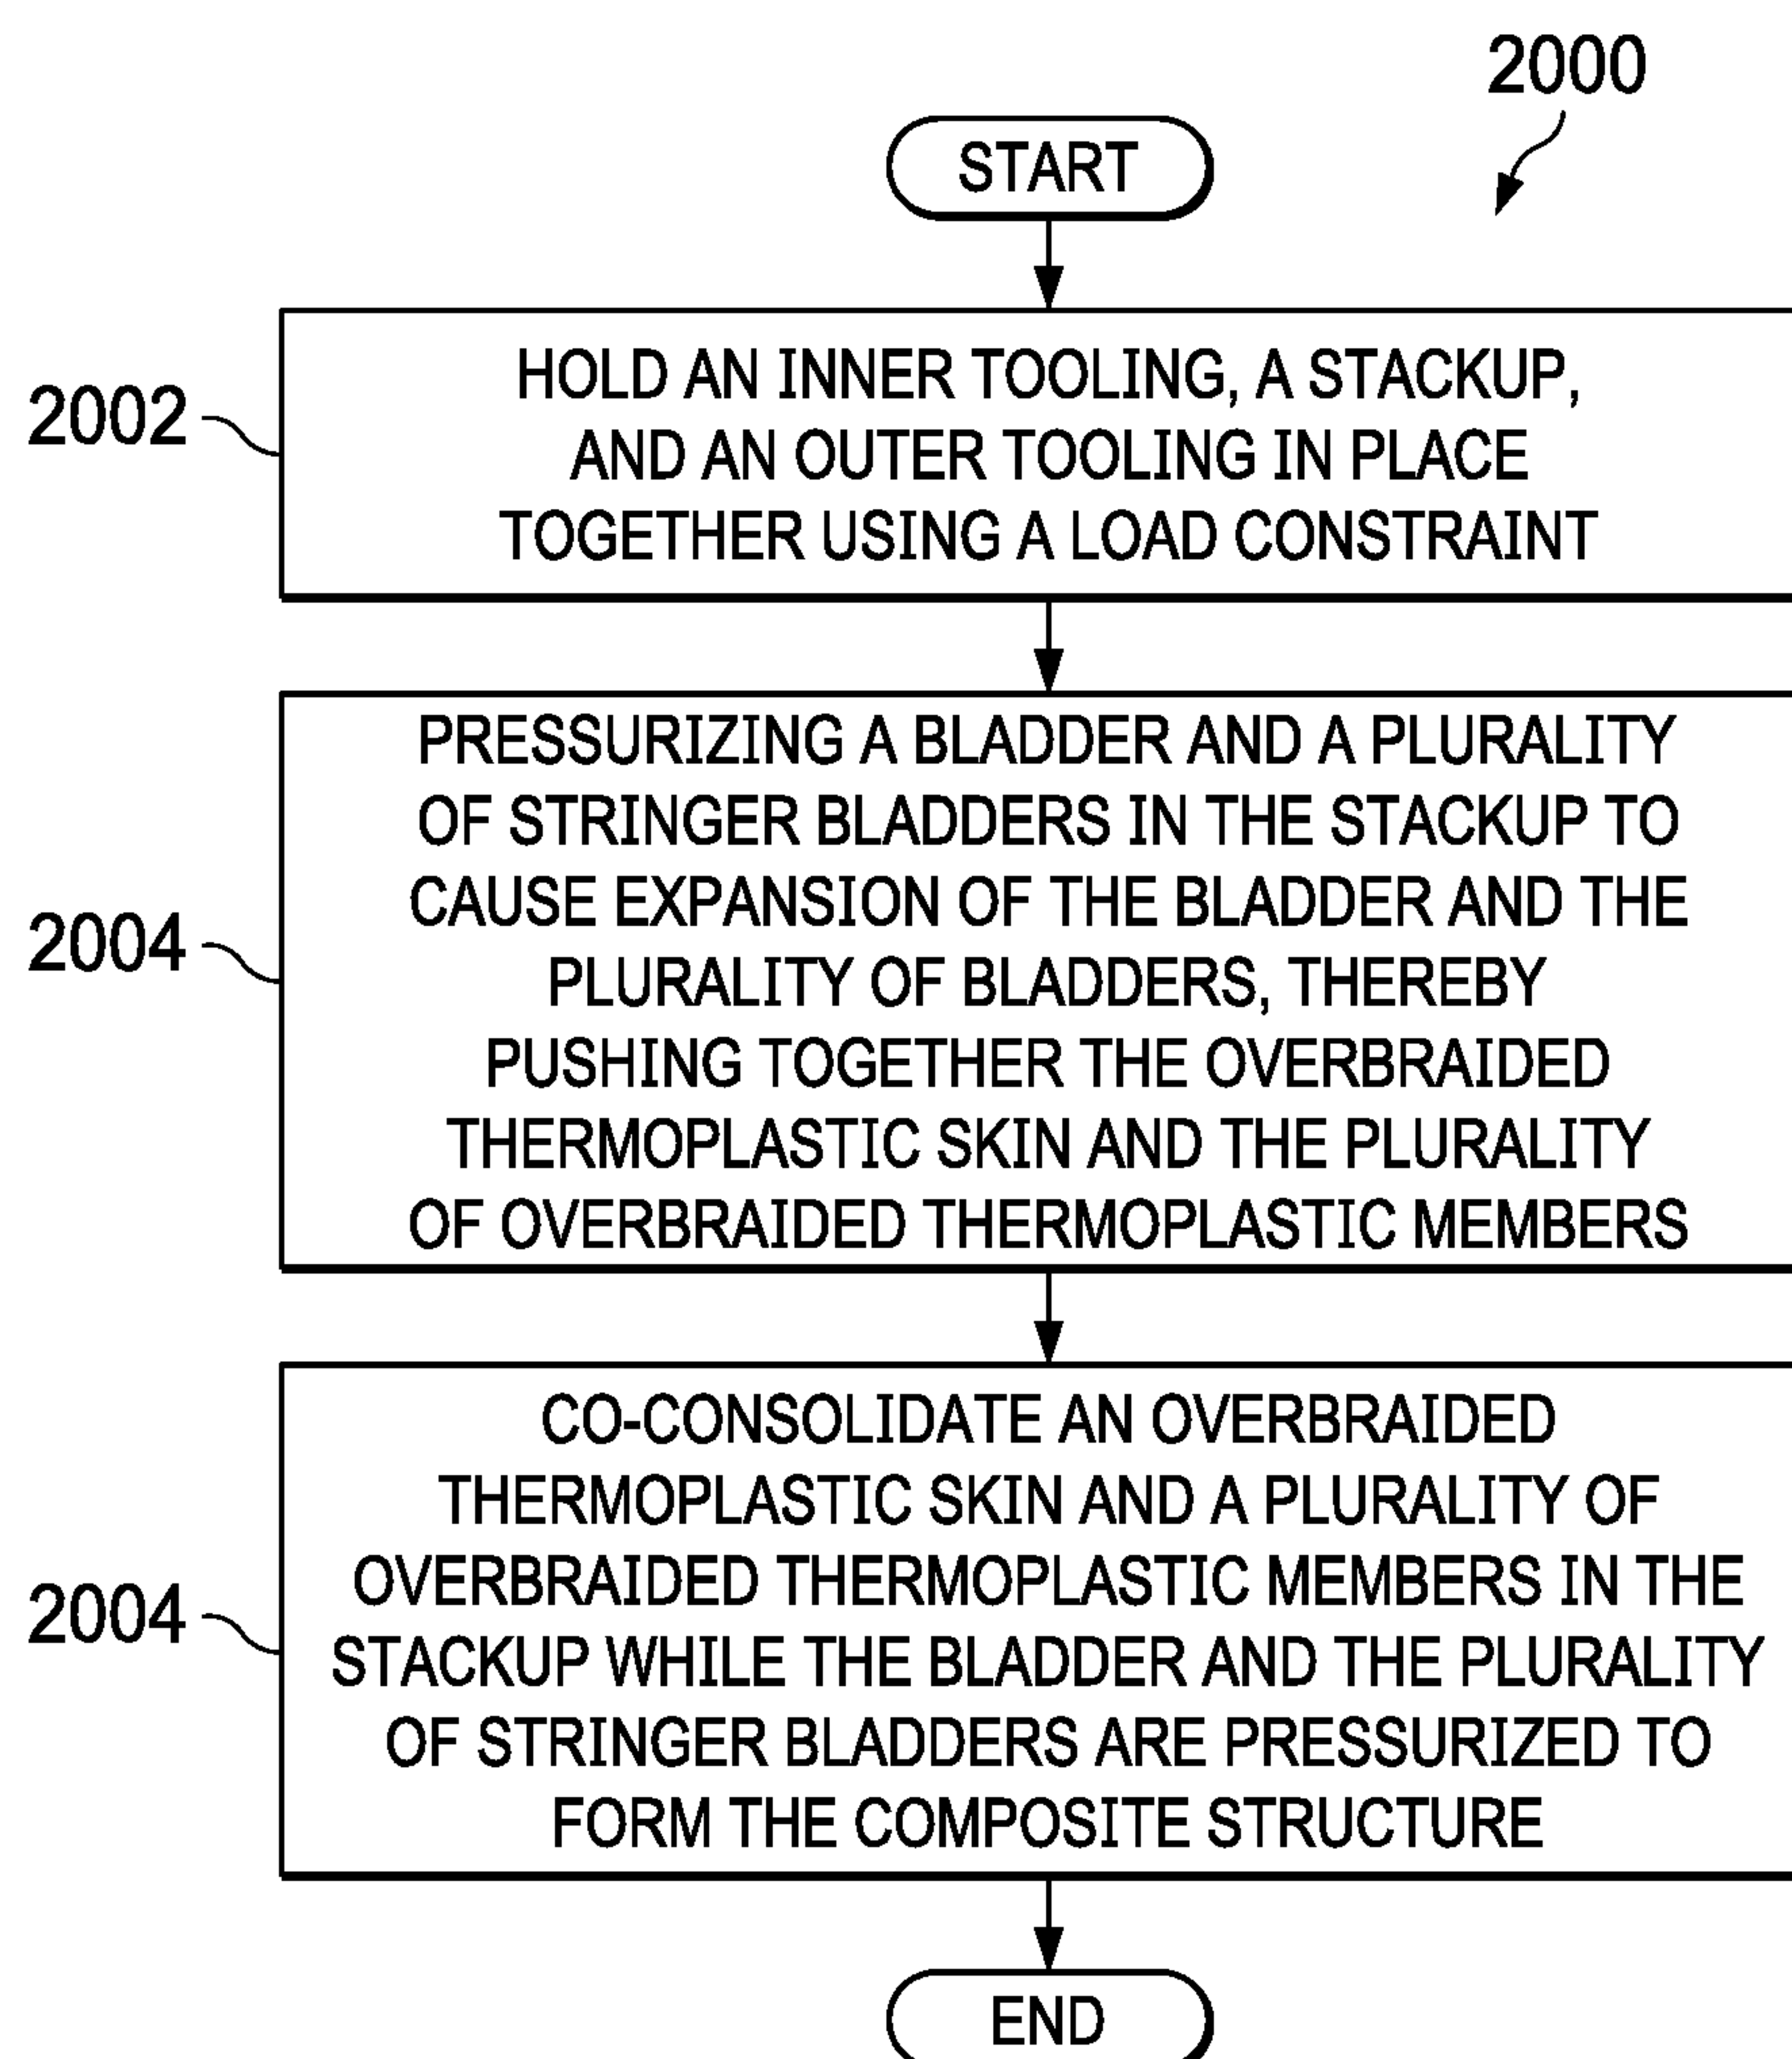 2000
START
2002
HOLD AN INNER TOOLING, A STACKUP,
AND AN OUTER TOOLING IN PLACE
TOGETHER USING A LOAD CONSTRAINT
2004
PRESSURIZING A BLADDER AND A PLURALITY
OF STRINGER BLADDERS IN THE STACKUP TO
CAUSE EXPANSION OF THE BLADDER AND THE
PLURALITY OF BLADDERS, THEREBY
PUSHING TOGETHER THE OVERBRAIDED
THERMOPLASTIC SKIN AND THE PLURALITY
OF OVERBRAIDED THERMOPLASTIC MEMBERS
2004
CO-CONSOLIDATE AN OVERBRAIDED
THERMOPLASTIC SKIN AND A PLURALITY OF
OVERBRAIDED THERMOPLASTIC MEMBERS IN THE
STACKUP WHILE THE BLADDER AND THE PLURALITY
OF STRINGER BLADDERS ARE PRESSURIZED TO
FORM THE COMPOSITE STRUCTURE
END